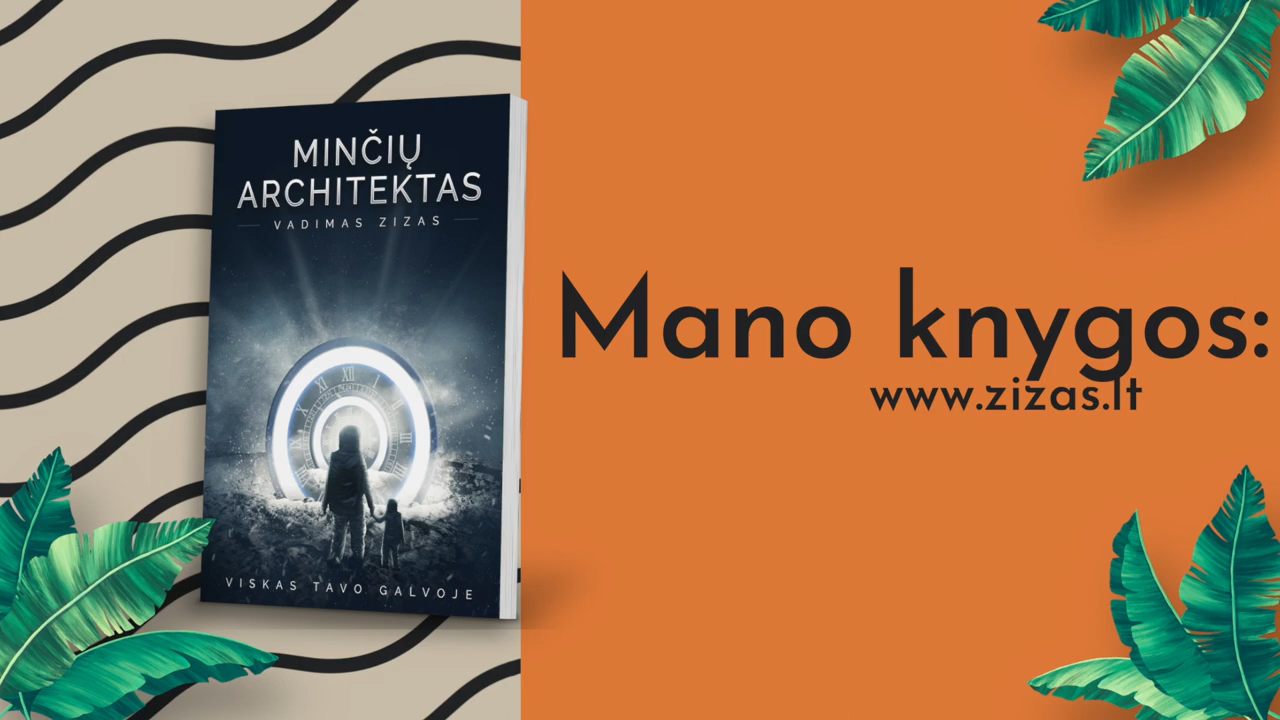 MINČIŲ
ARCHITEKTAS
VADIMAS ZIZAS
VISKAS TAVO GALVOJE
Mano knygos:
www.zizas.lt